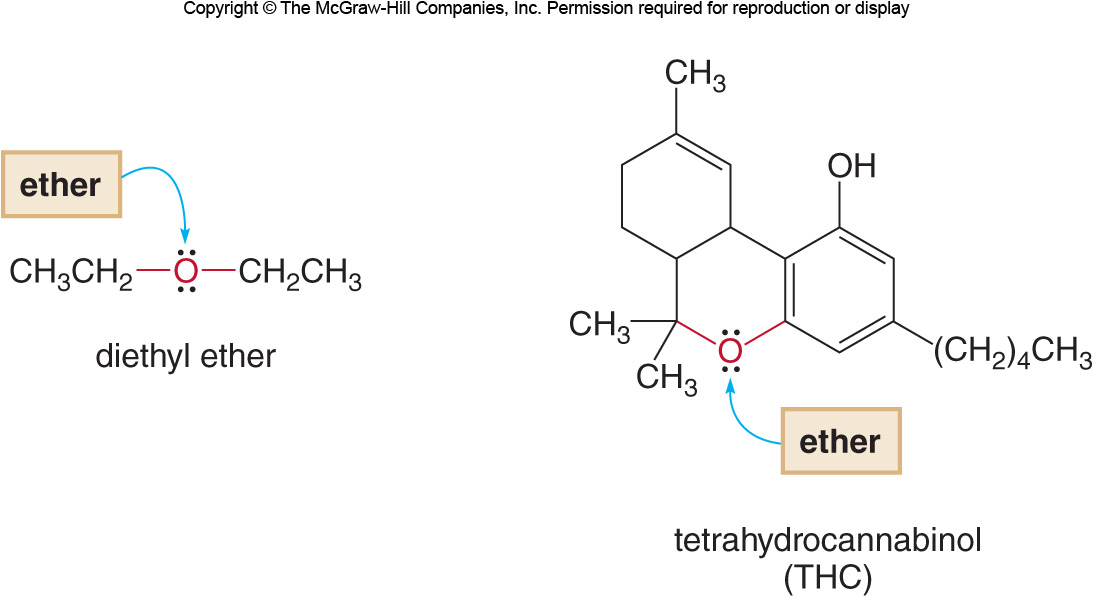 Copyright © The McGraw-Hill Companies, Inc. Permission required for reproduction or display
ether
CH₃CH₂—O—CH₂CH₃
diethyl ether
CH₃
OH
CH₃
CH₃
O
(CH₂)₄CH₃
ether
tetrahydrocannabinol
(THC)